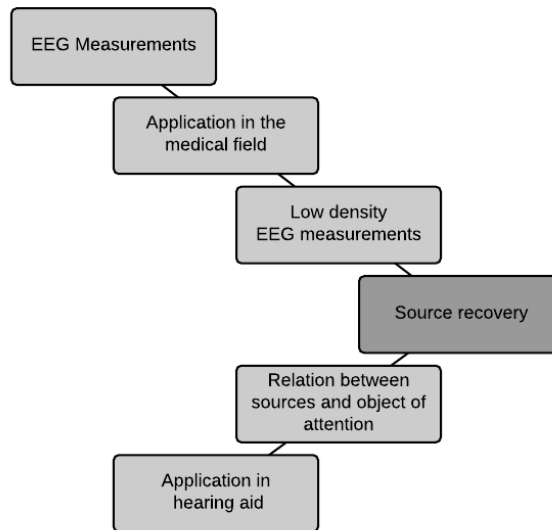 EEG Measurements
Application in the
medical field
Low density
EEG measurements
Source recovery
Relation between
sources and object of
attention
Application in
hearing aid